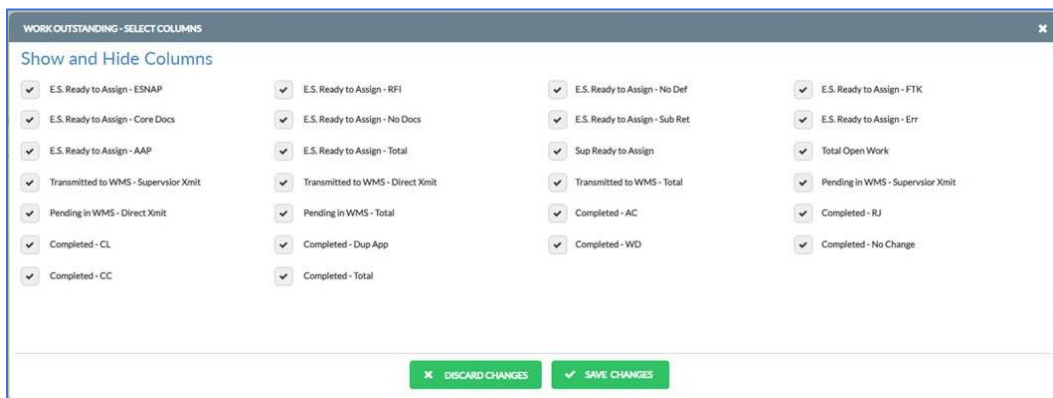 WORK OUTSTANDING - SELECT COLUMNS
Show and Hide Columns
E.S. Ready to Assign - ESNAP E.S. Ready to Assign - RFI E.S. Ready to Assign - No Def E.S. Ready to Assign - FTK
E.S. Ready to Assign - Core Docs E.S. Ready to Assign - No Docs E.S. Ready to Assign - Sub Ret E.S. Ready to Assign - Err
E.S. Ready to Assign - AAP E.S. Ready to Assign - Total Sup Ready to Assign Total Open Work
Transmitted to WMS - Supervsior Xmit Transmitted to WMS - Direct Xmit Transmitted to WMS - Total Pending in WMS - Supervsior Xmit
Pending in WMS - Direct Xmit Pending in WMS - Total Completed - AC Completed - RJ
Completed - CL Completed - Dup App Completed - WD Completed - No Change
Completed - CC Completed - Total
DISCARD CHANGES SAVE CHANGES